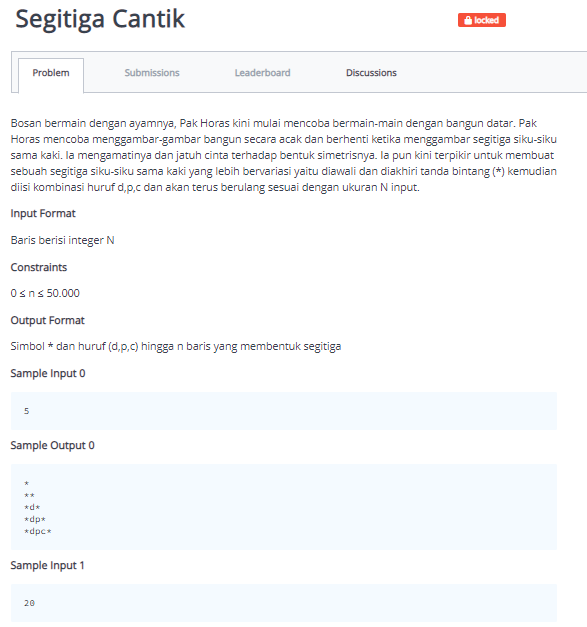 Segitiga Cantik
locked
Problem
Submissions
Leaderboard
Discussions
Bosan bermain dengan ayamnya, Pak Horas kini mulai mencoba bermain-main dengan bangun datar. Pak
Horas mencoba menggambar-gambar bangun secara acak dan berhenti ketika menggambar segitiga siku-siku
sama kaki. Ia mengamatinya dan jatuh cinta terhadap bentuk simetrisnya. Ia pun kini terpikir untuk membuat
sebuah segitiga siku-siku sama kaki yang lebih bervariasi yaitu diawali dan diakhiri tanda bintang (*) kemudian
diisi kombinasi huruf d,p,c dan akan terus berulang sesuai dengan ukuran N input.
Input Format
Baris berisi integer N
Constraints
0 ≤ n ≤ 50.000
Output Format
Simbol * dan huruf (d,p,c) hingga n baris yang membentuk segitiga
Sample Input 0
5
Sample Output 0
*
**
*d*
*dp*
*dpc*
Sample Input 1
20